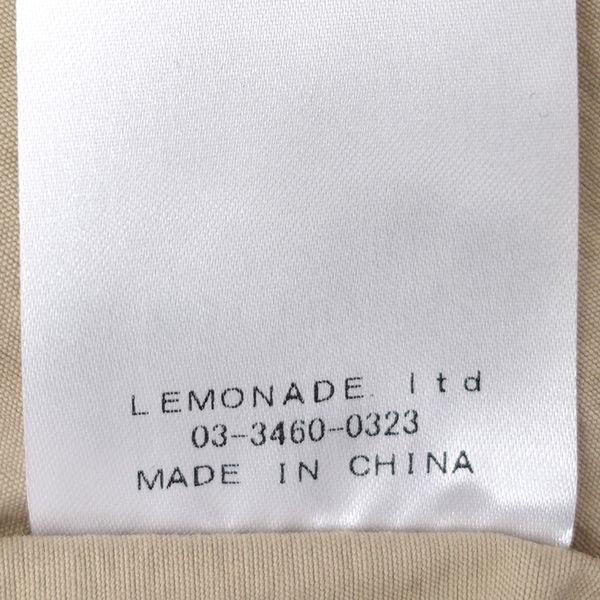 LEMONADE. ltd
03-3460-0323
MADE IN CHINA